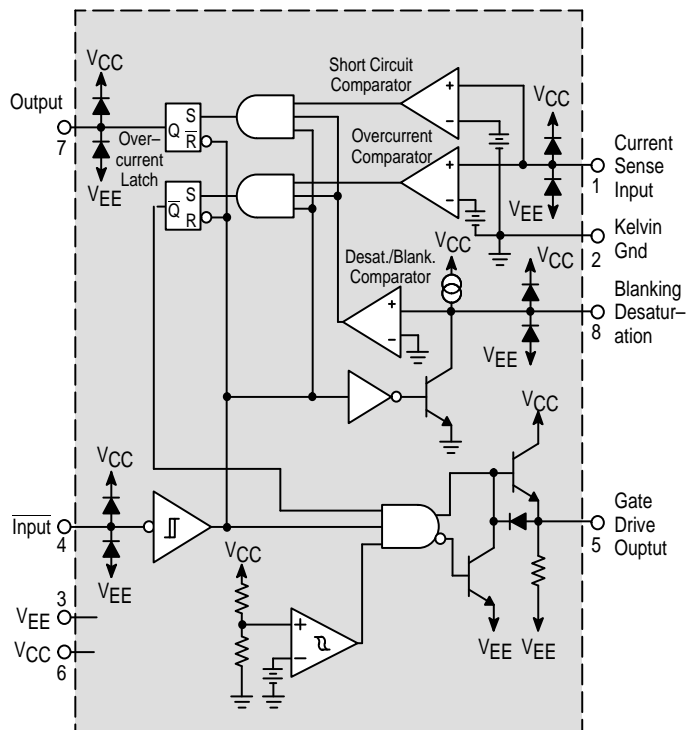 VCC
Short Circuit
Comparator
Output
7
S
Q
R
Over–
current
Latch
VEE
Overcurrent
Comparator
+
–
VCC
Current
Sense
Input
1
VEE
S
Q
R
+
–
Kelvin
Gnd
2
Desat./Blank.
Comparator
VCC
VCC
Blanking
Desatur–
ation
8
+
–
VEE
VCC
VCC
Input
4
Gate
Drive
Ouptut
5
VEE
VCC
3
VEE
VCC
6
+
–
VEE
VEE